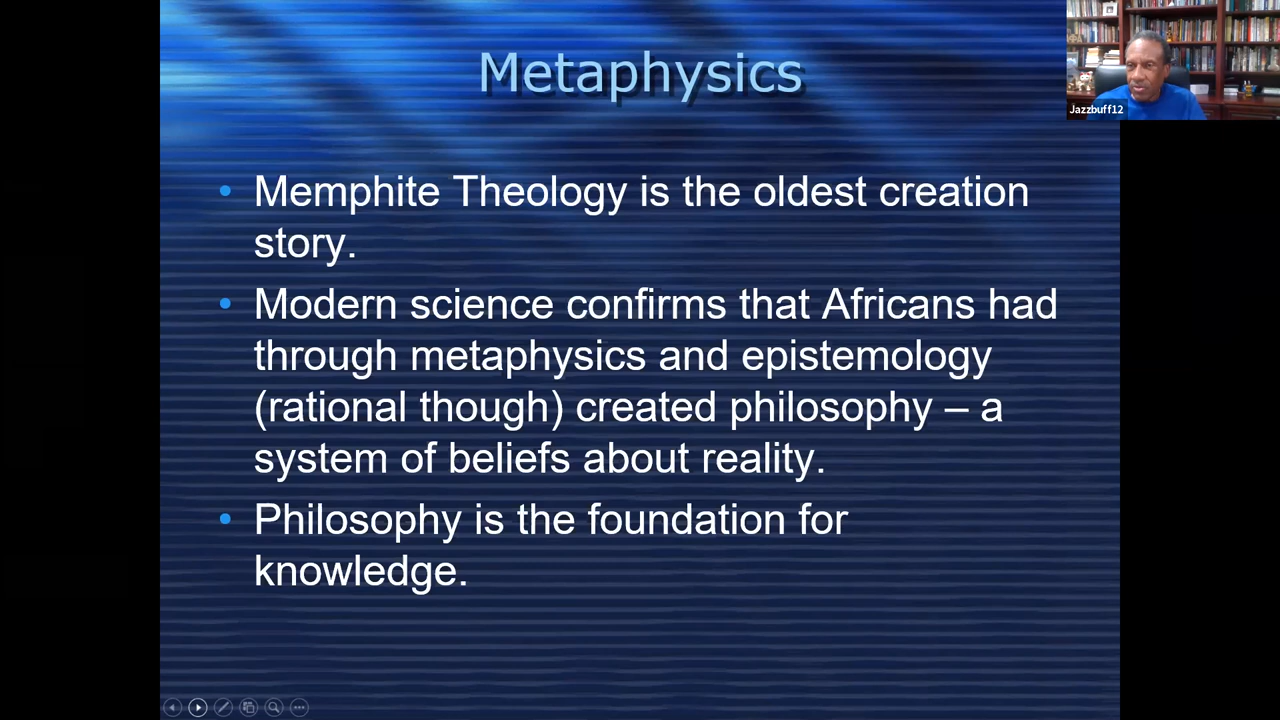 Metaphysics
Jazzbuff12
• Memphite Theology is the oldest creation
story.
• Modern science confirms that Africans had
through metaphysics and epistemology
(rational though) created philosophy – a
system of beliefs about reality.
• Philosophy is the foundation for
knowledge.